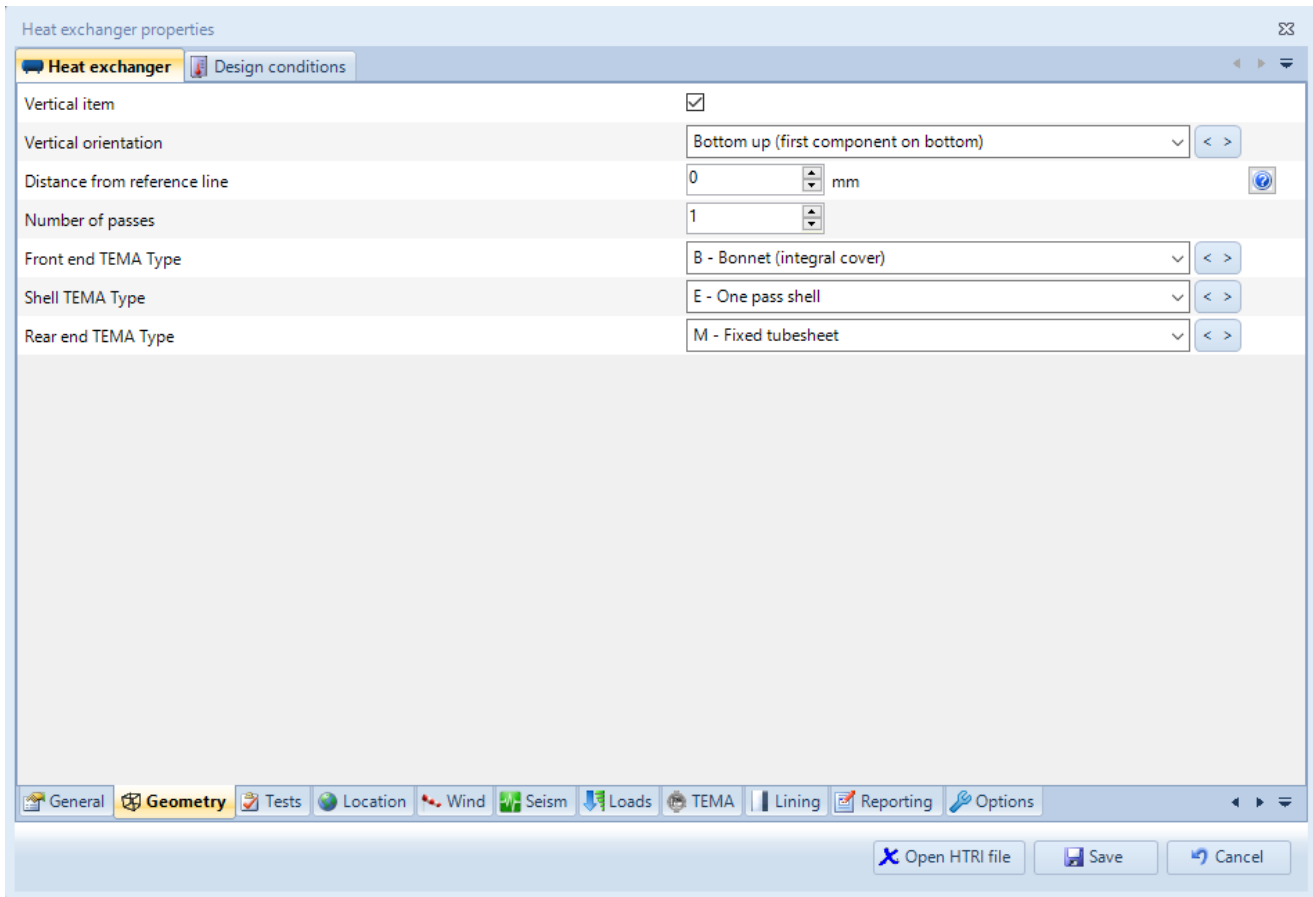 Heat exchanger properties
Heat exchanger Design conditions
Vertical item
Vertical orientation Bottom up (first component on bottom) < >
Distance from reference line 0 mm
Number of passes 1
Front end TEMA Type B - Bonnet (integral cover) < >
Shell TEMA Type E - One pass shell < >
Rear end TEMA Type M - Fixed tubesheet < >
General Geometry Tests Location Wind Seism Loads TEMA Lining Reporting Options
Open HTRI file Save Cancel